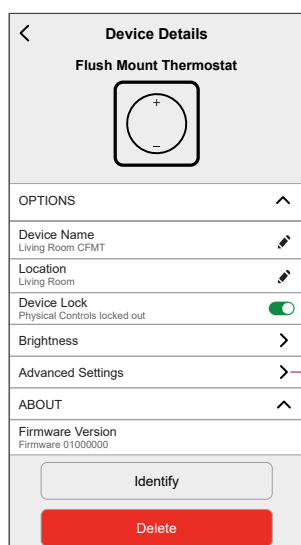 Device Details
Flush Mount Thermostat
+
−
OPTIONS
Device Name
Living Room CFMT
Location
Living Room
Device Lock
Physical Controls locked out
Brightness
Advanced Settings
ABOUT
Firmware Version
Firmware 01000000
Identify
Delete